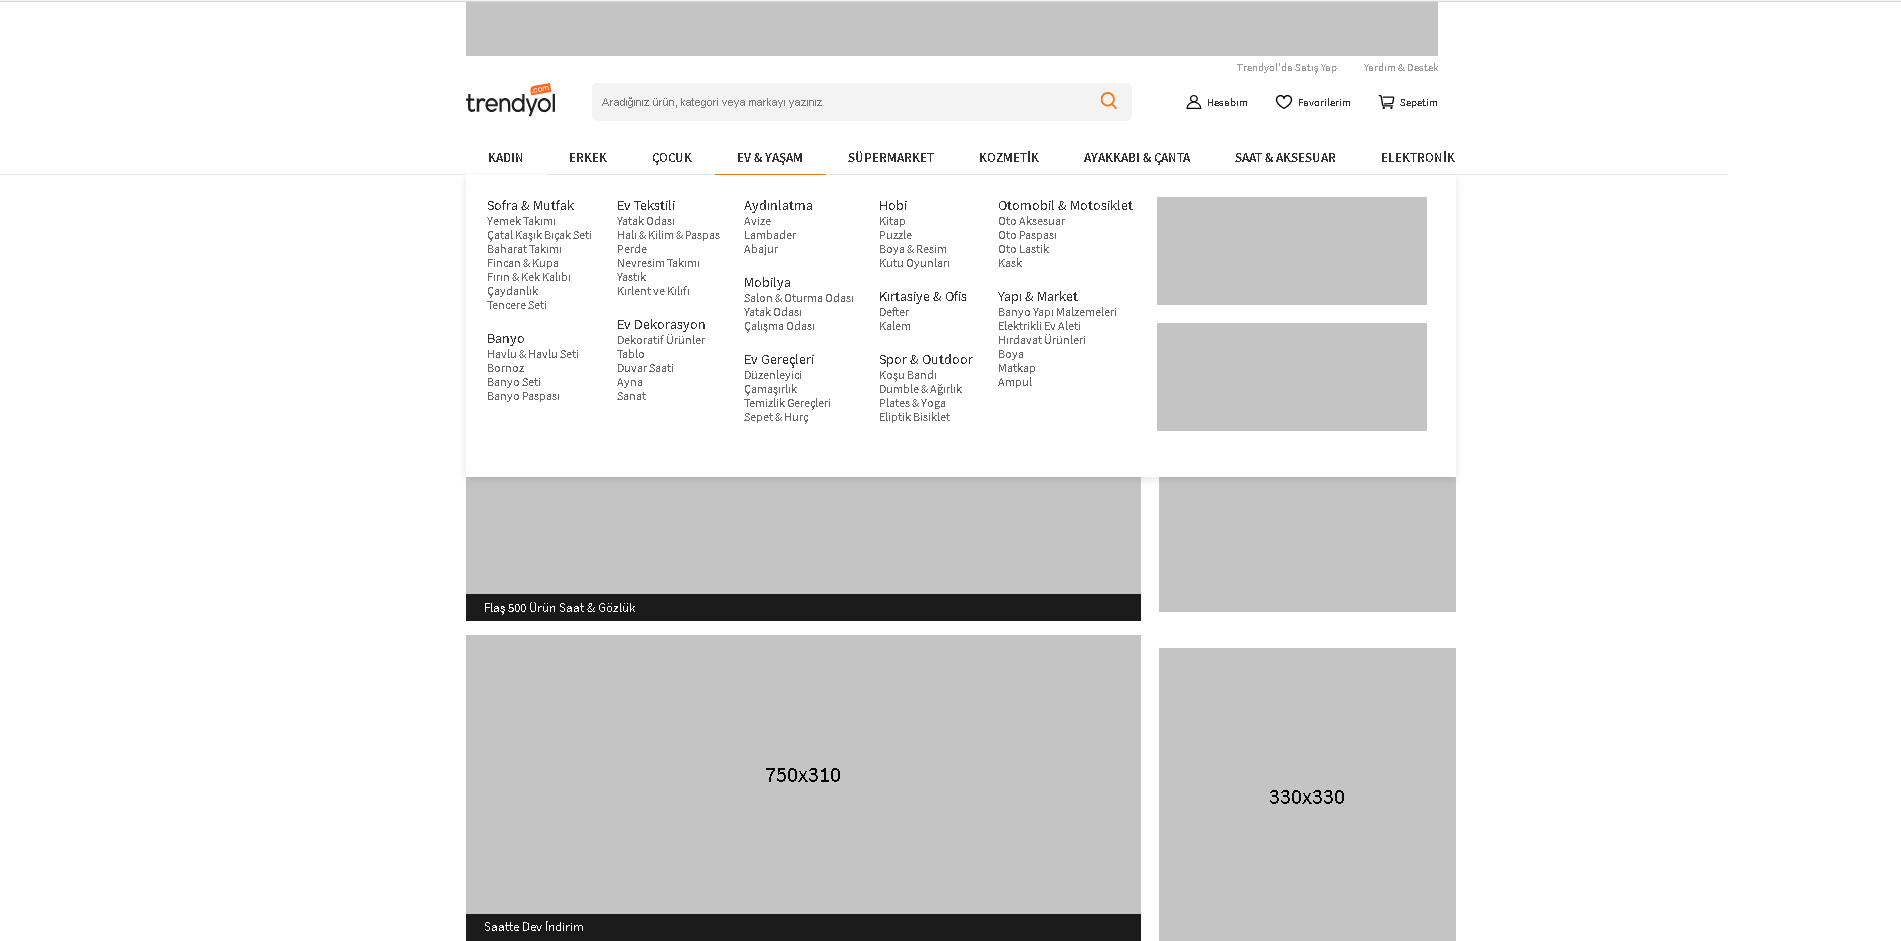 Trendyol'da Satış Yap Yardım & Destek
trendyol
.com
Aradığınız ürün, kategori veya markayı yazınız
Hesabım Favorilerim Sepetim
KADIN ERKEK ÇOCUK EV & YAŞAM SÜPERMARKET KOZMETİK AYAKKABI & ÇANTA SAAT & AKSESUAR ELEKTRONİK
Sofra & Mutfak
Yemek Takımı
Çatal Kaşık Bıçak Seti
Baharat Takımı
Fincan & Kupa
Fırın & Kek Kalıbı
Çaydanlık
Tencere Seti
Banyo
Havlu & Havlu Seti
Bornoz
Banyo Seti
Banyo Paspası
Ev Tekstili
Yatak Odası
Halı & Kilim & Paspas
Perde
Nevresim Takımı
Yastık
Kırlent ve Kılıfı
Ev Dekorasyon
Dekoratif Ürünler
Tablo
Duvar Saati
Ayna
Sanat
Aydınlatma
Avize
Lambader
Abajur
Mobilya
Salon & Oturma Odası
Yatak Odası
Çalışma Odası
Ev Gereçleri
Düzenleyici
Çamaşırlık
Temizlik Gereçleri
Sepet & Hurç
Hobi
Kitap
Puzzle
Boya & Resim
Kutu Oyunları
Kırtasiye & Ofis
Defter
Kalem
Spor & Outdoor
Koşu Bandı
Dumble & Ağırlık
Plates & Yoga
Eliptik Bisiklet
Otomobil & Motosiklet
Oto Aksesuar
Oto Paspası
Oto Lastik
Kask
Yapı & Market
Banyo Yapı Malzemeleri
Elektrikli Ev Aleti
Hırdavat Ürünleri
Boya
Matkap
Ampul
Flaş 500 Ürün Saat & Gözlük
750x310
330x330
Saatte Dev İndirim